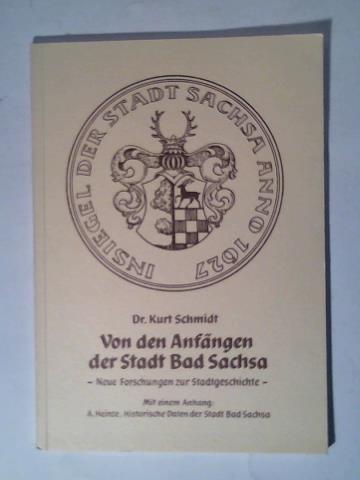 INSIEGEL DER STADT SACHSA ANNO 1627
Dr. Kurt Schmidt
Von den Anfängen
der Stadt Bad Sachsa
– Neue Forschungen zur Stadtgeschichte –
Mit einem Anhang:
A. Heinze, Historische Daten der Stadt Bad Sachsa